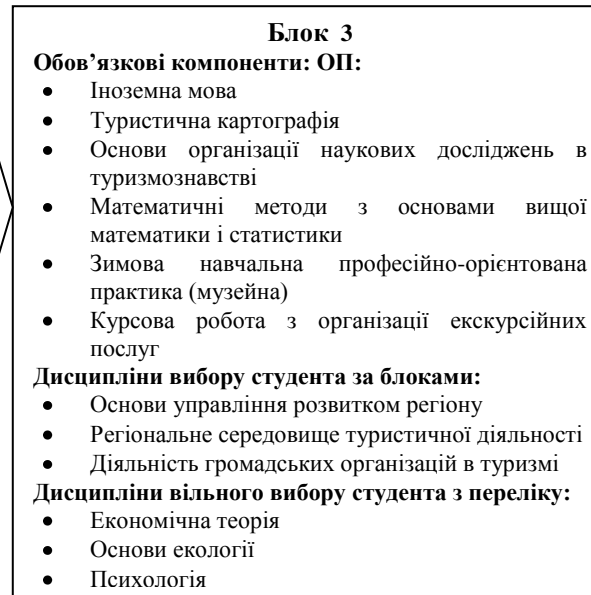 Блок 3
Обов’язкові компоненти: ОП:
• Іноземна мова
• Туристична картографія
• Основи організації наукових досліджень в
туризмознавстві
• Математичні методи з основами вищої
математики і статистики
• Зимова навчальна професійно-орієнтована
практика (музейна)
• Курсова робота з організації екскурсійних
послуг
Дисципліни вибору студента за блоками:
• Основи управління розвитком регіону
• Регіональне середовище туристичної діяльності
• Діяльність громадських організацій в туризмі
Дисципліни вільного вибору студента з переліку:
• Економічна теорія
• Основи екології
• Психологія